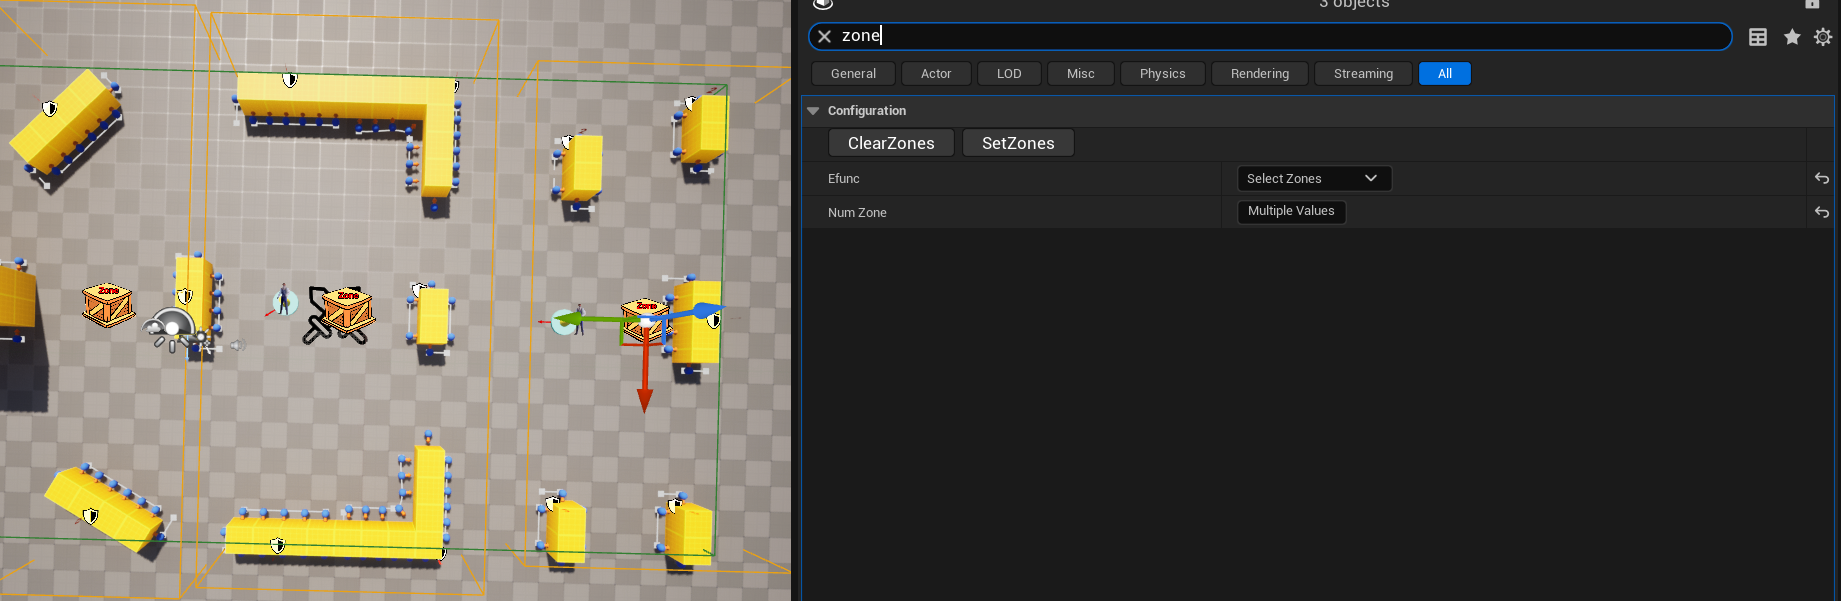 3 objects
zone
General Actor LOD Misc Physics Rendering Streaming All
Configuration
ClearZones SetZones
Efunc Select Zones
Num Zone Multiple Values
Zone
Zone
Zone